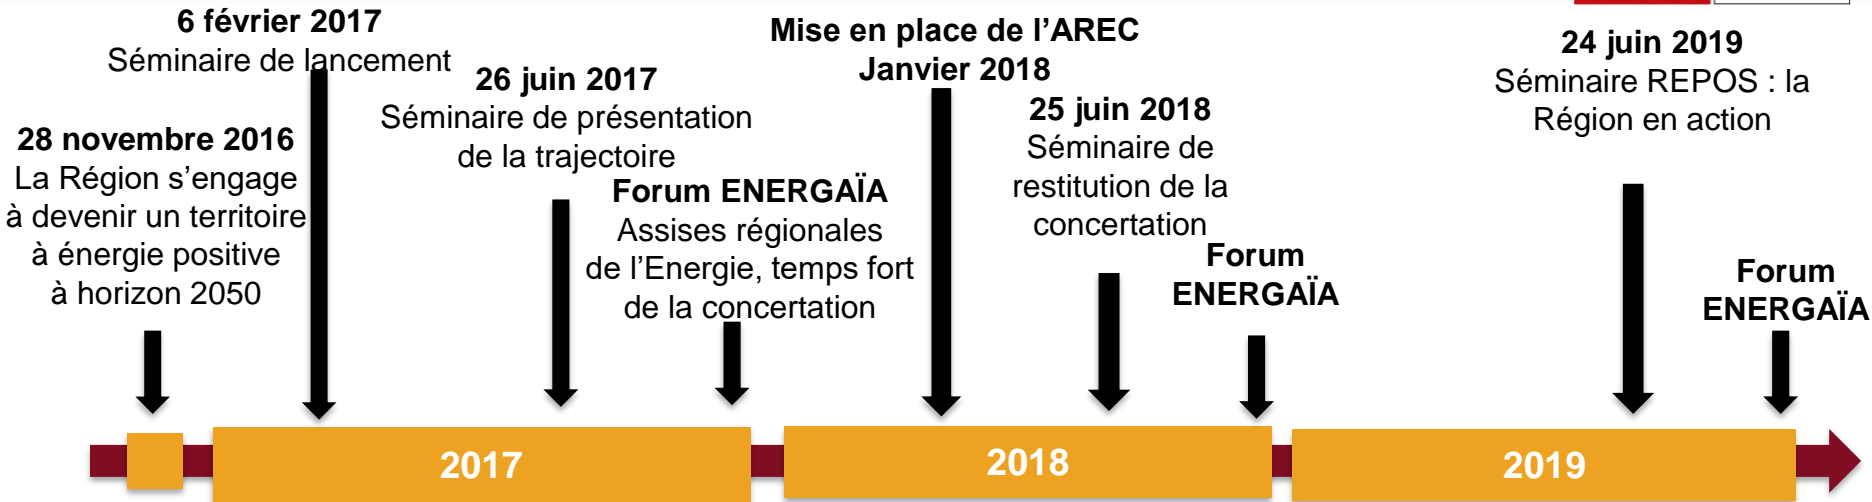 6 février 2017
Séminaire de lancement
28 novembre 2016
La Région s’engage
à devenir un territoire
à énergie positive
à horizon 2050
26 juin 2017
Séminaire de présentation
de la trajectoire
Forum ENERGAÏA
Assises régionales
de l’Energie, temps fort
de la concertation
Mise en place de l’AREC
Janvier 2018
25 juin 2018
Séminaire de
restitution de la
concertation
Forum
ENERGAÏA
24 juin 2019
Séminaire REPOS : la
Région en action
Forum
ENERGAÏA
2017
2018
2019